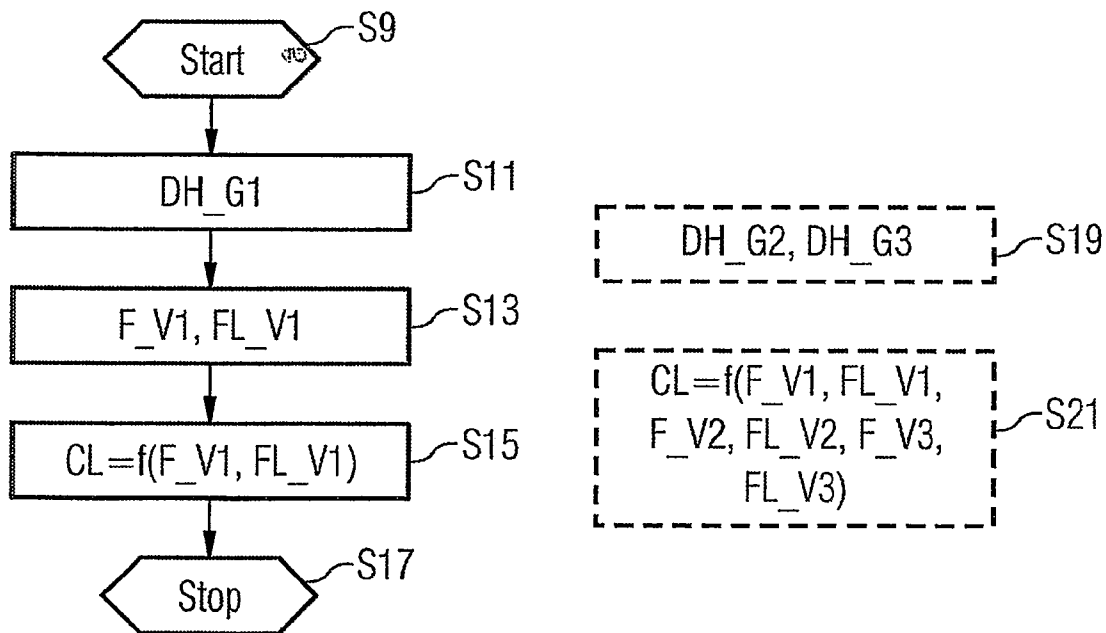 Start
S9
DH_G1
S11
F_V1, FL_V1
S13
CL=f(F_V1, FL_V1)
S15
Stop
S17
DH_G2, DH_G3
S19
CL=f(F_V1, FL_V1,
F_V2, FL_V2, F_V3,
FL_V3)
S21